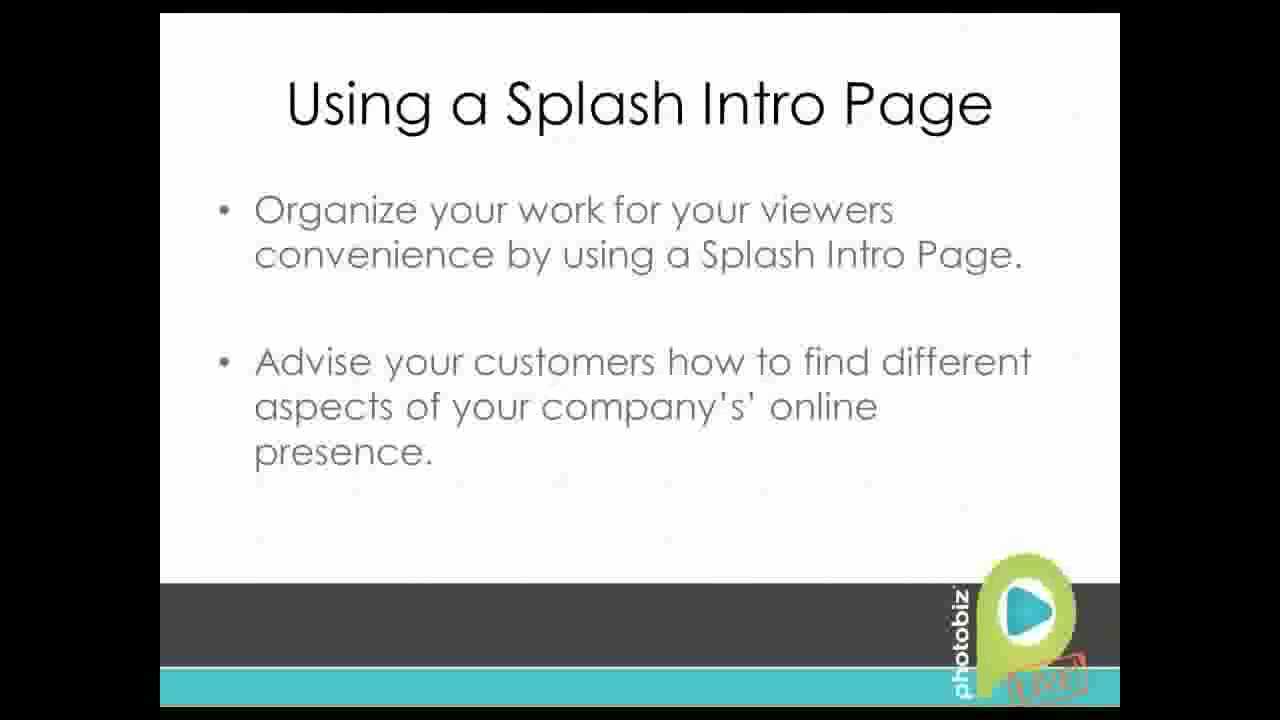 Using a Splash Intro Page
• Organize your work for your viewers
convenience by using a Splash Intro Page.
• Advise your customers how to find different
aspects of your company’s’ online
presence.
photobiz
LIVE!